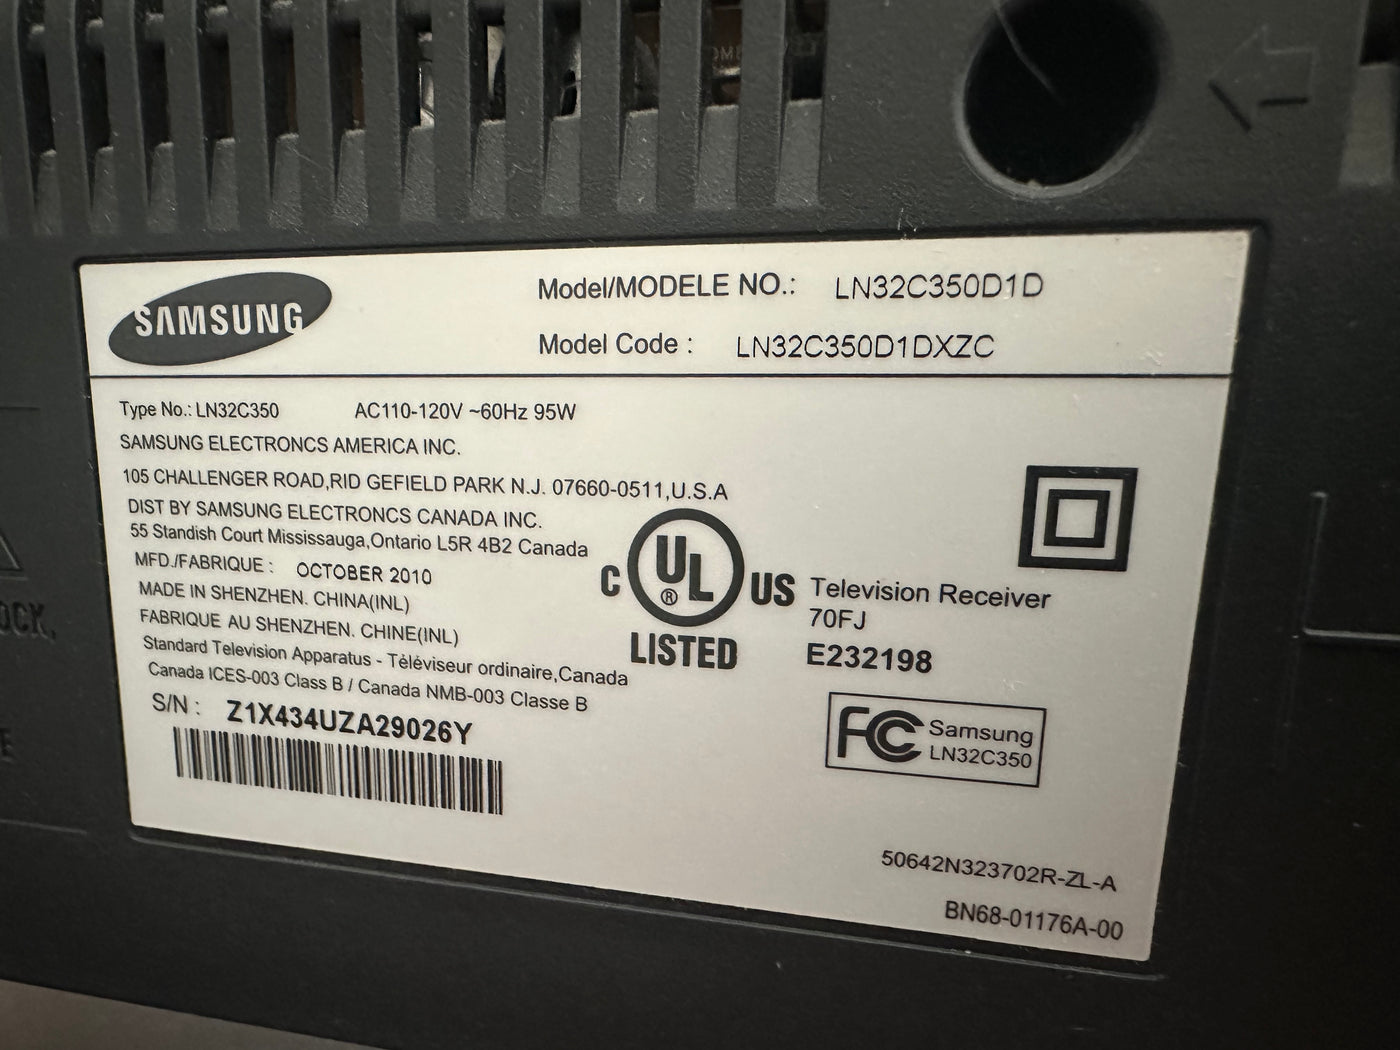 SAMSUNG
Model/MODELE NO.: LN32C350D1D
Model Code : LN32C350D1DXZC
Type No.: LN32C350 AC110-120V ~60Hz 95W
SAMSUNG ELECTRONCS AMERICA INC.
105 CHALLENGER ROAD,RID GEFIELD PARK N.J. 07660-0511,U.S.A
DIST BY SAMSUNG ELECTRONCS CANADA INC.
55 Standish Court Mississauga,Ontario L5R 4B2 Canada
MFD./FABRIQUE : OCTOBER 2010
MADE IN SHENZHEN. CHINA(INL)
FABRIQUE AU SHENZHEN. CHINE(INL)
Standard Television Apparatus - Téléviseur ordinaire,Canada
Canada ICES-003 Class B / Canada NMB-003 Classe B
S/N : Z1X434UZA29026Y
C UL ® US
LISTED
Television Receiver
70FJ
E232198
FC Samsung
LN32C350
50642N323702R-ZL-A
BN68-01176A-00